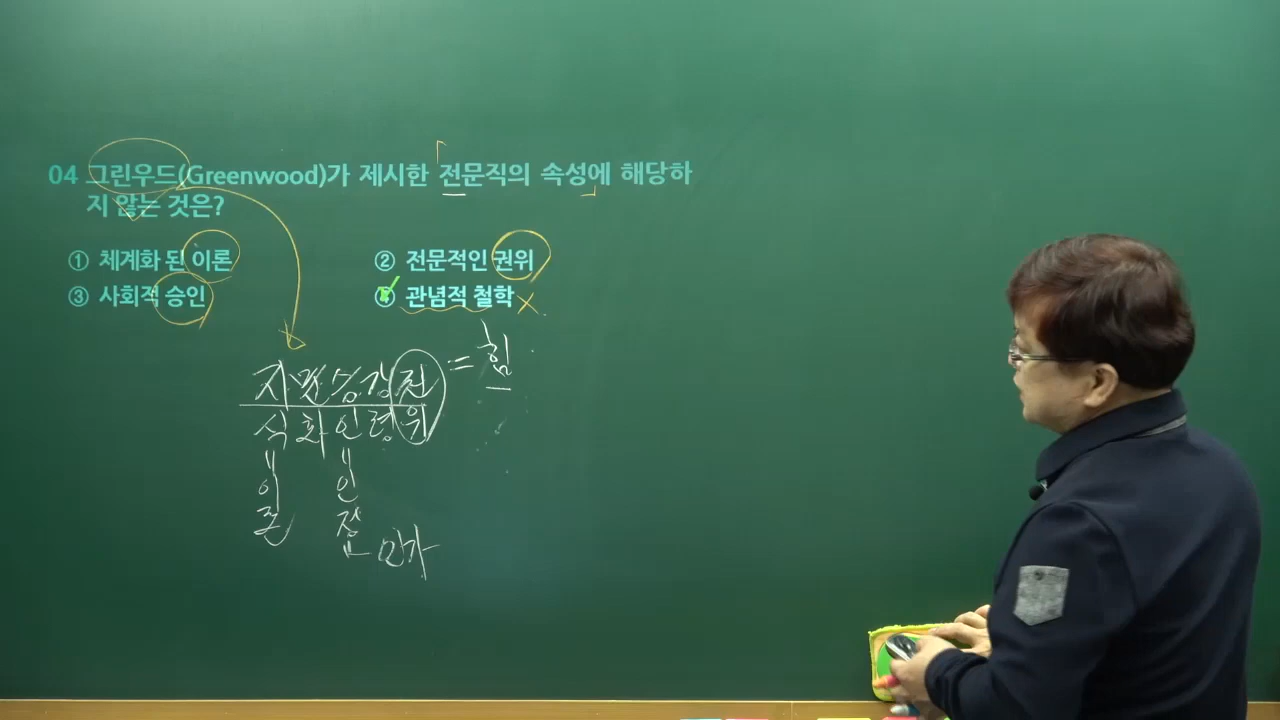 04 그린우드(Greenwood)가 제시한 전문직의 속성에 해당하
지 않는 것은?
① 체계화 된 이론 ② 전문적인 권위
③ 사회적 승인 ④ 관념적 철학
= 힘
식 화 인 령 위
이 인
론 정
인가